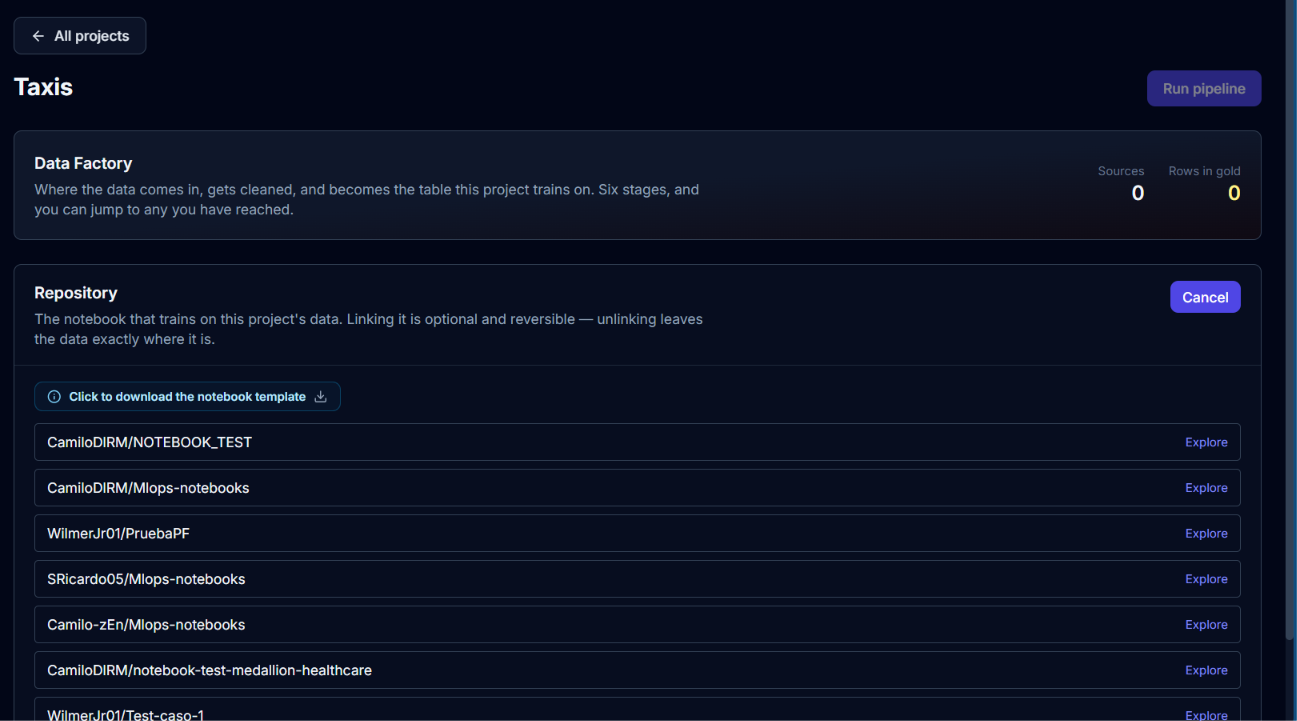 All projects
Taxis
Run pipeline
Data Factory
Where the data comes in, gets cleaned, and becomes the table this project trains on. Six stages, and
you can jump to any you have reached.
Sources
0
Rows in gold
0
Repository
The notebook that trains on this project's data. Linking it is optional and reversible — unlinking leaves
the data exactly where it is.
Cancel
Click to download the notebook template
CamiloDIRM/NOTEBOOK_TEST
Explore
CamiloDIRM/Mlops-notebooks
Explore
WilmerJr01/PruebaPF
Explore
SRicardo05/Mlops-notebooks
Explore
Camilo-zEn/Mlops-notebooks
Explore
CamiloDIRM/notebook-test-medallion-healthcare
Explore
WilmerJr01/Test-caso-1
Explore